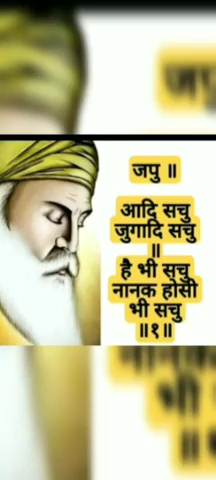 जपु ॥
आदि सचु
जुगादि सचु
॥
है भी सचु
नानक होसी
भी सचु
॥१॥